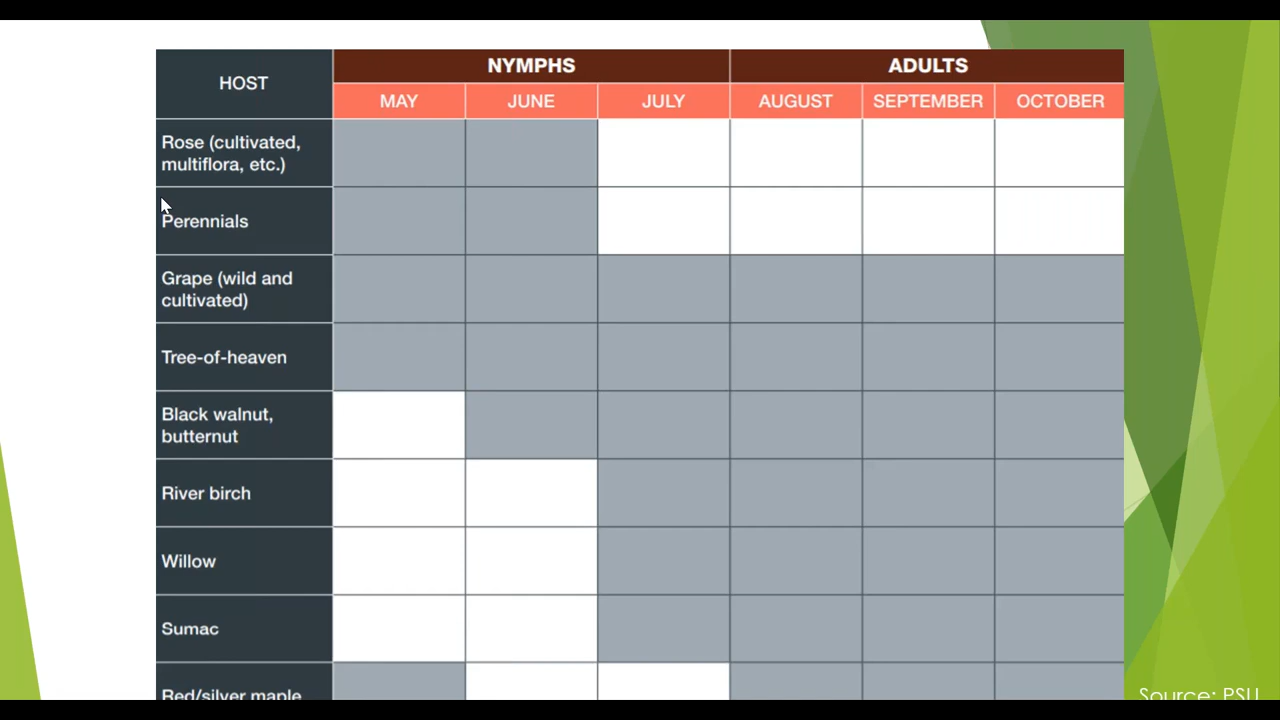 HOST
NYMPHS
ADULTS
MAY
JUNE
JULY
AUGUST
SEPTEMBER
OCTOBER
Rose (cultivated,
multiflora, etc.)
Perennials
Grape (wild and
cultivated)
Tree-of-heaven
Black walnut,
butternut
River birch
Willow
Sumac
Red/silver maple
Source: PSU